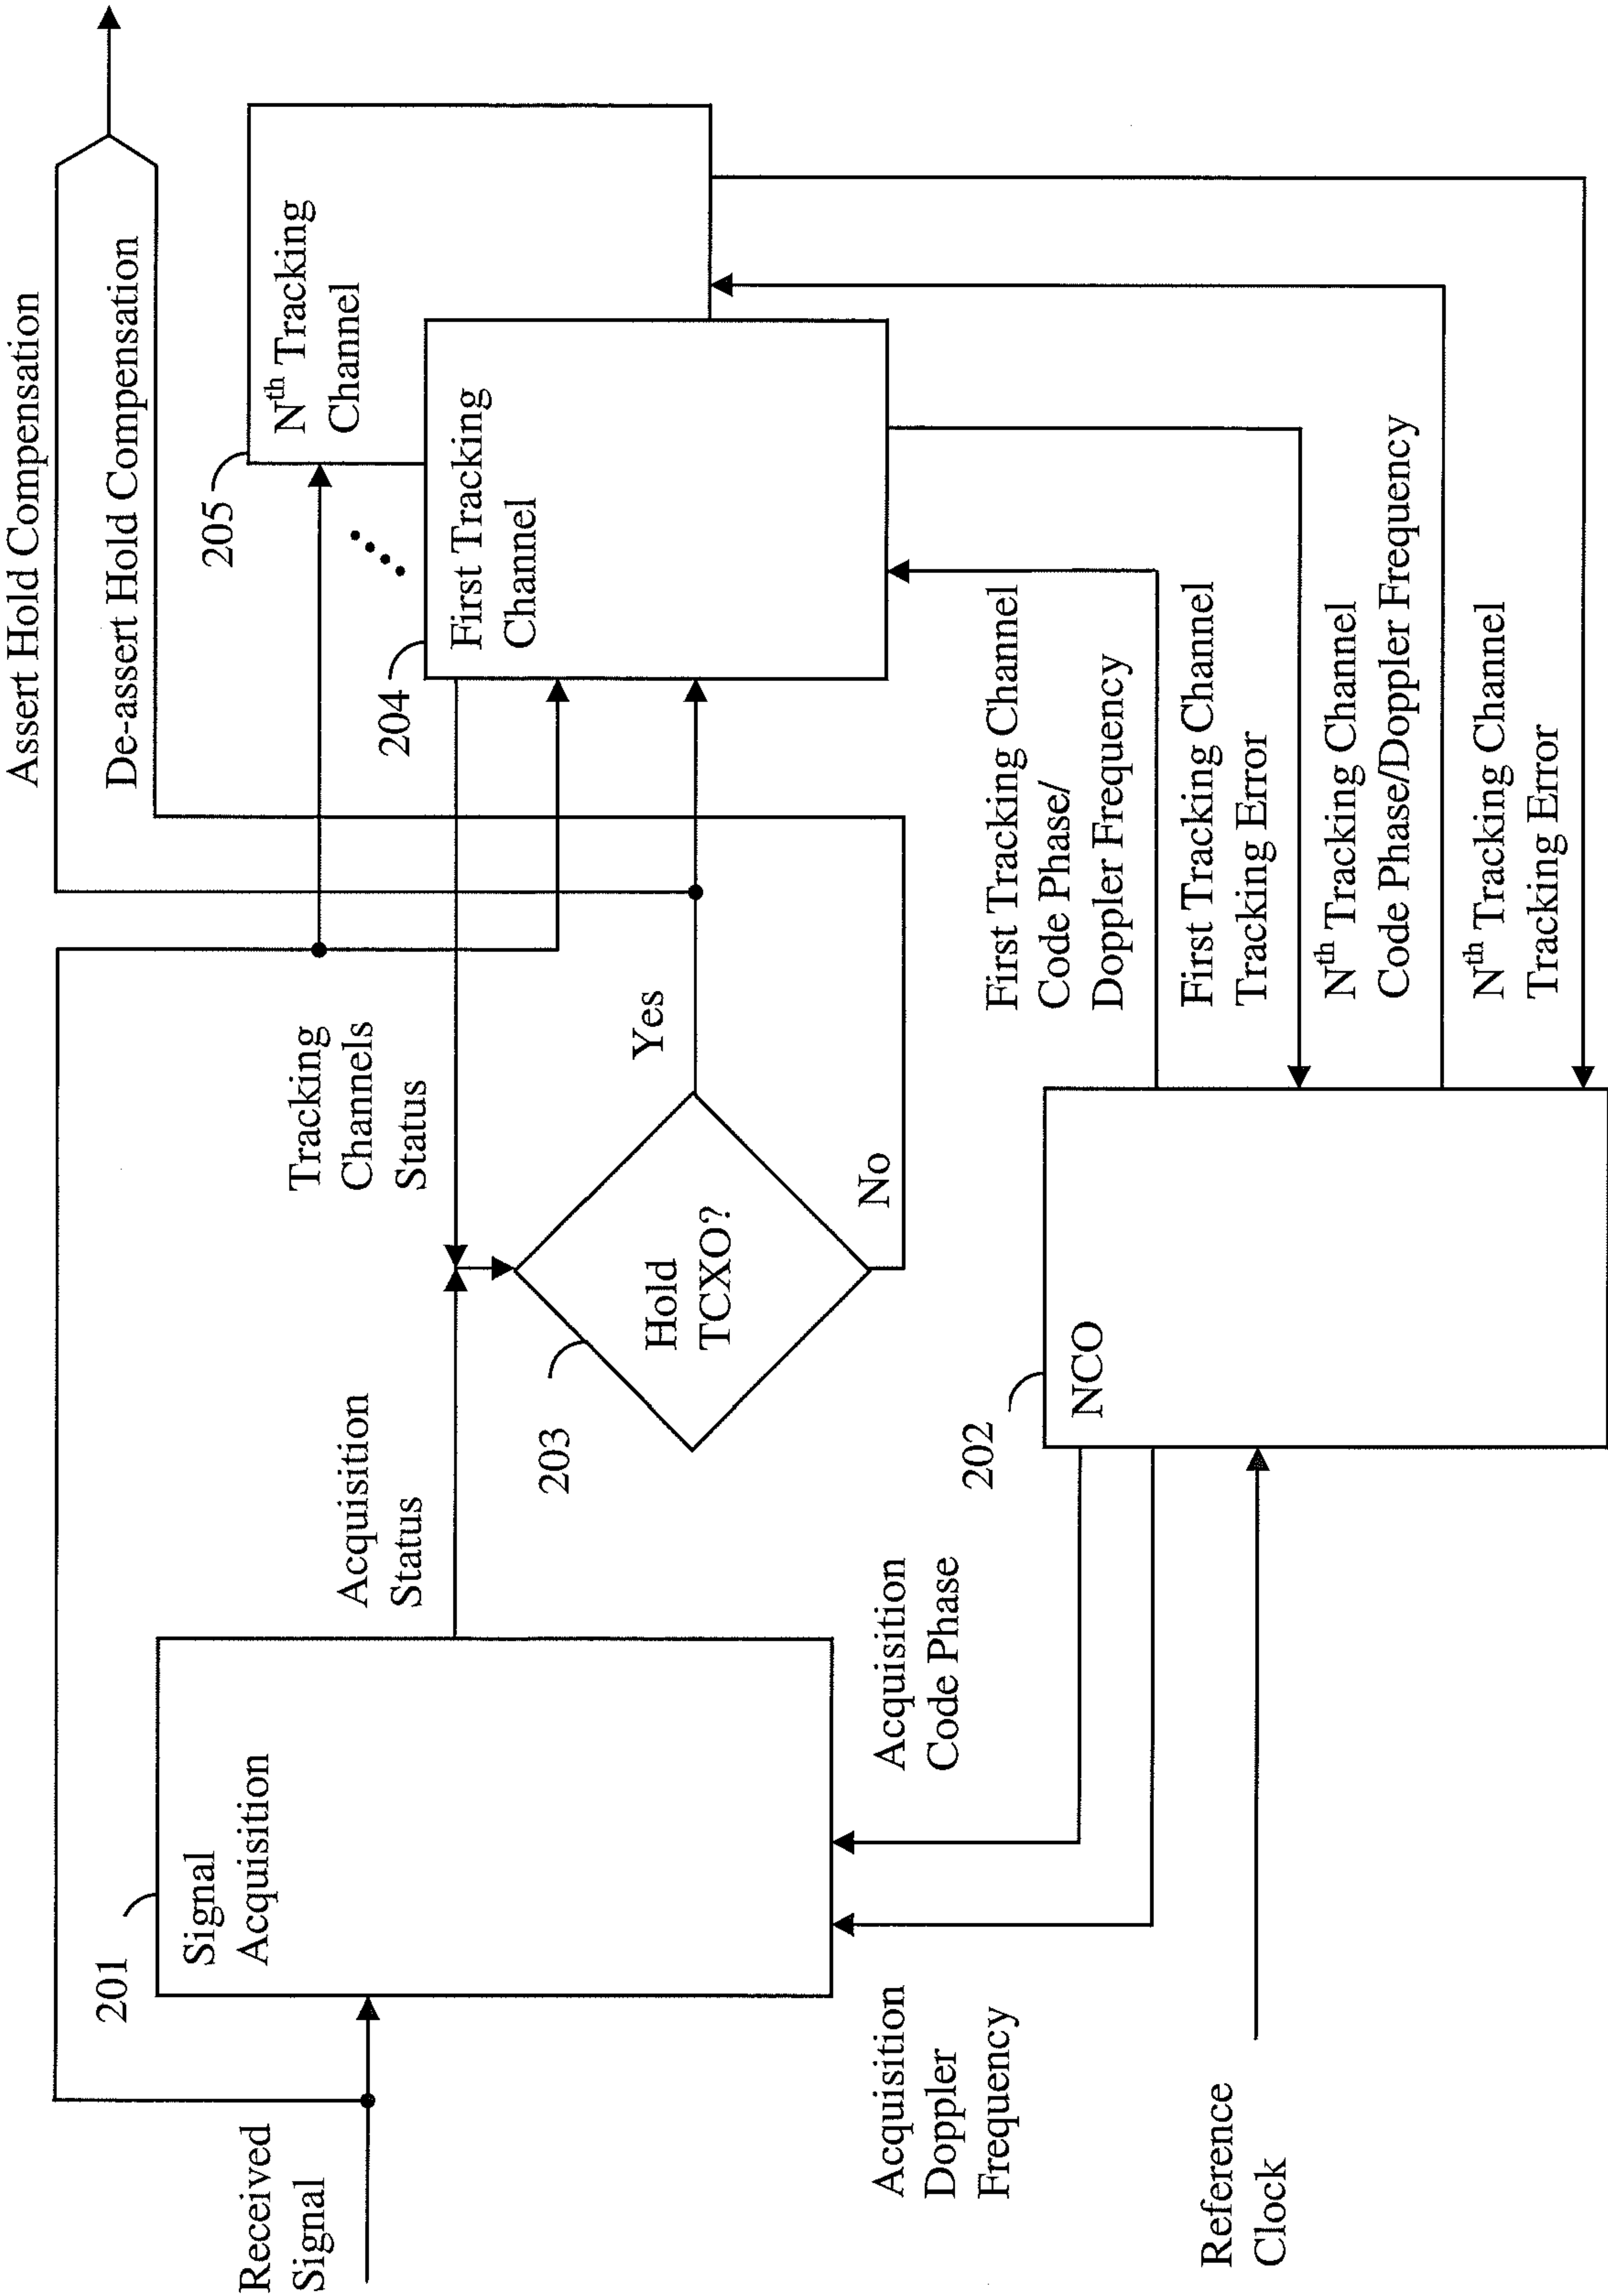 Assert Hold Compensation
De-assert Hold Compensation
Received
Signal
201
Signal
Acquisition
Acquisition
Status
Tracking
Channels
Status
203
Hold
TCXO?
Yes
No
204
First Tracking
Channel
205
Nth Tracking
Channel
Acquisition
Doppler
Frequency
Acquisition
Code Phase
202
NCO
Reference
Clock
First Tracking Channel
Code Phase/
Doppler Frequency
First Tracking Channel
Tracking Error
Nth Tracking Channel
Code Phase/Doppler Frequency
Nth Tracking Channel
Tracking Error